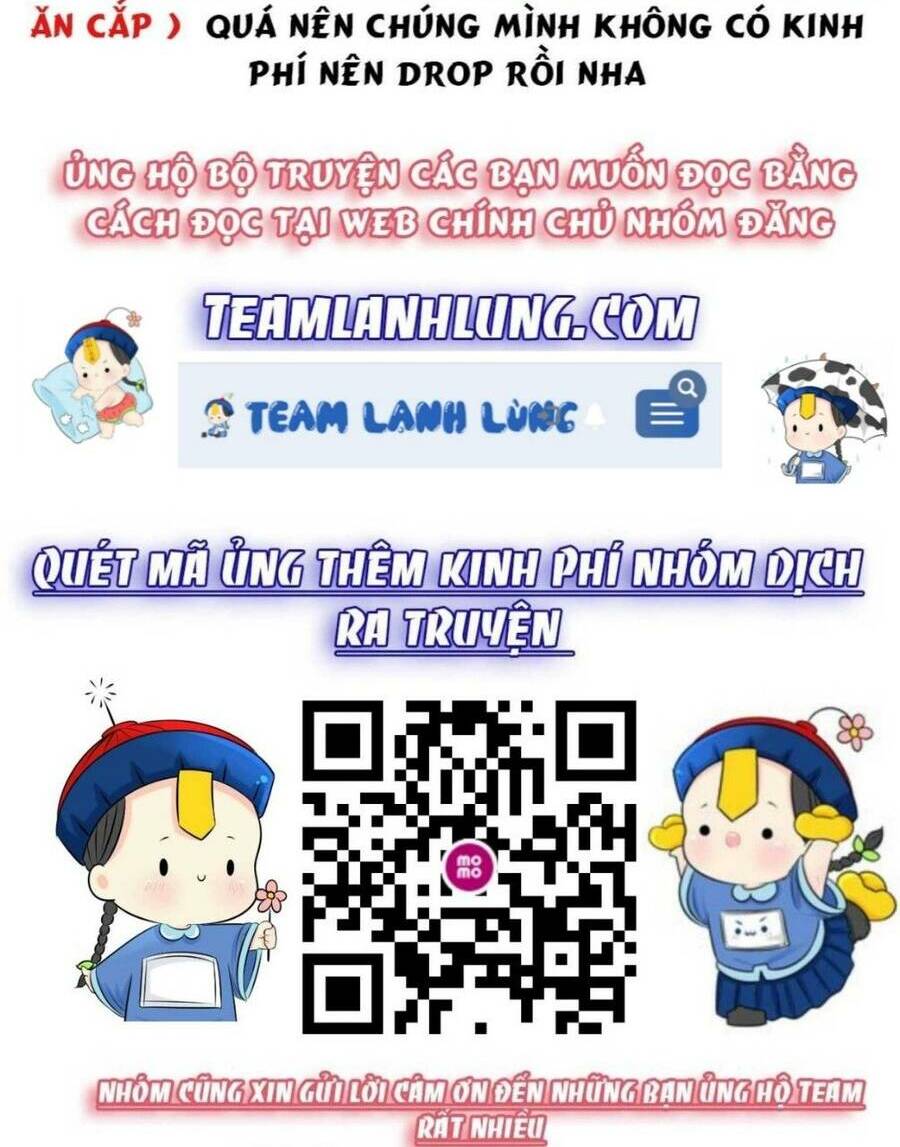 ĂN CẮP ) QUÁ NÊN CHÚNG MÌNH KHÔNG CÓ KINH
PHÍ NÊN DROP RỒI NHA
ỦNG HỘ BỘ TRUYỆN CÁC BẠN MUỐN ĐỌC BẰNG
CÁCH ĐỌC TẠI WEB CHÍNH CHỦ NHÓM ĐĂNG
TEAMLANHLUNG.COM
TEAM LẠNH LÙNG
QUÉT MÃ ỦNG THÊM KINH PHÍ NHÓM DỊCH
RA TRUYỆN
mo
mo
NHÓM CŨNG XIN GỬI LỜI CÁM ƠN ĐẾN NHỮNG BẠN ỦNG HỘ TEAM
RẤT NHIỀU